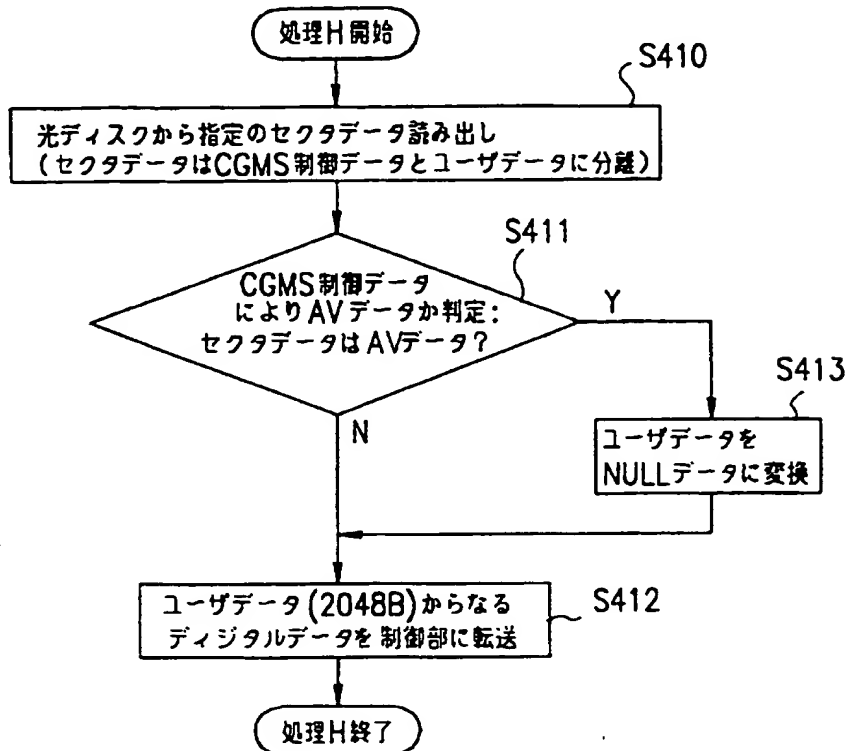 処理H開始
S410
光ディスクから指定のセクタデータ読み出し
(セクタデータはCGMS制御データとユーザデータに分離)
S411
CGMS制御データ
によりAVデータか判定:
セクタデータはAVデータ?
Y
S413
N
ユーザデータを
NULLデータに変換
ユーザデータ(2048B)からなる
ディジタルデータを制御部に転送
S412
処理H終了